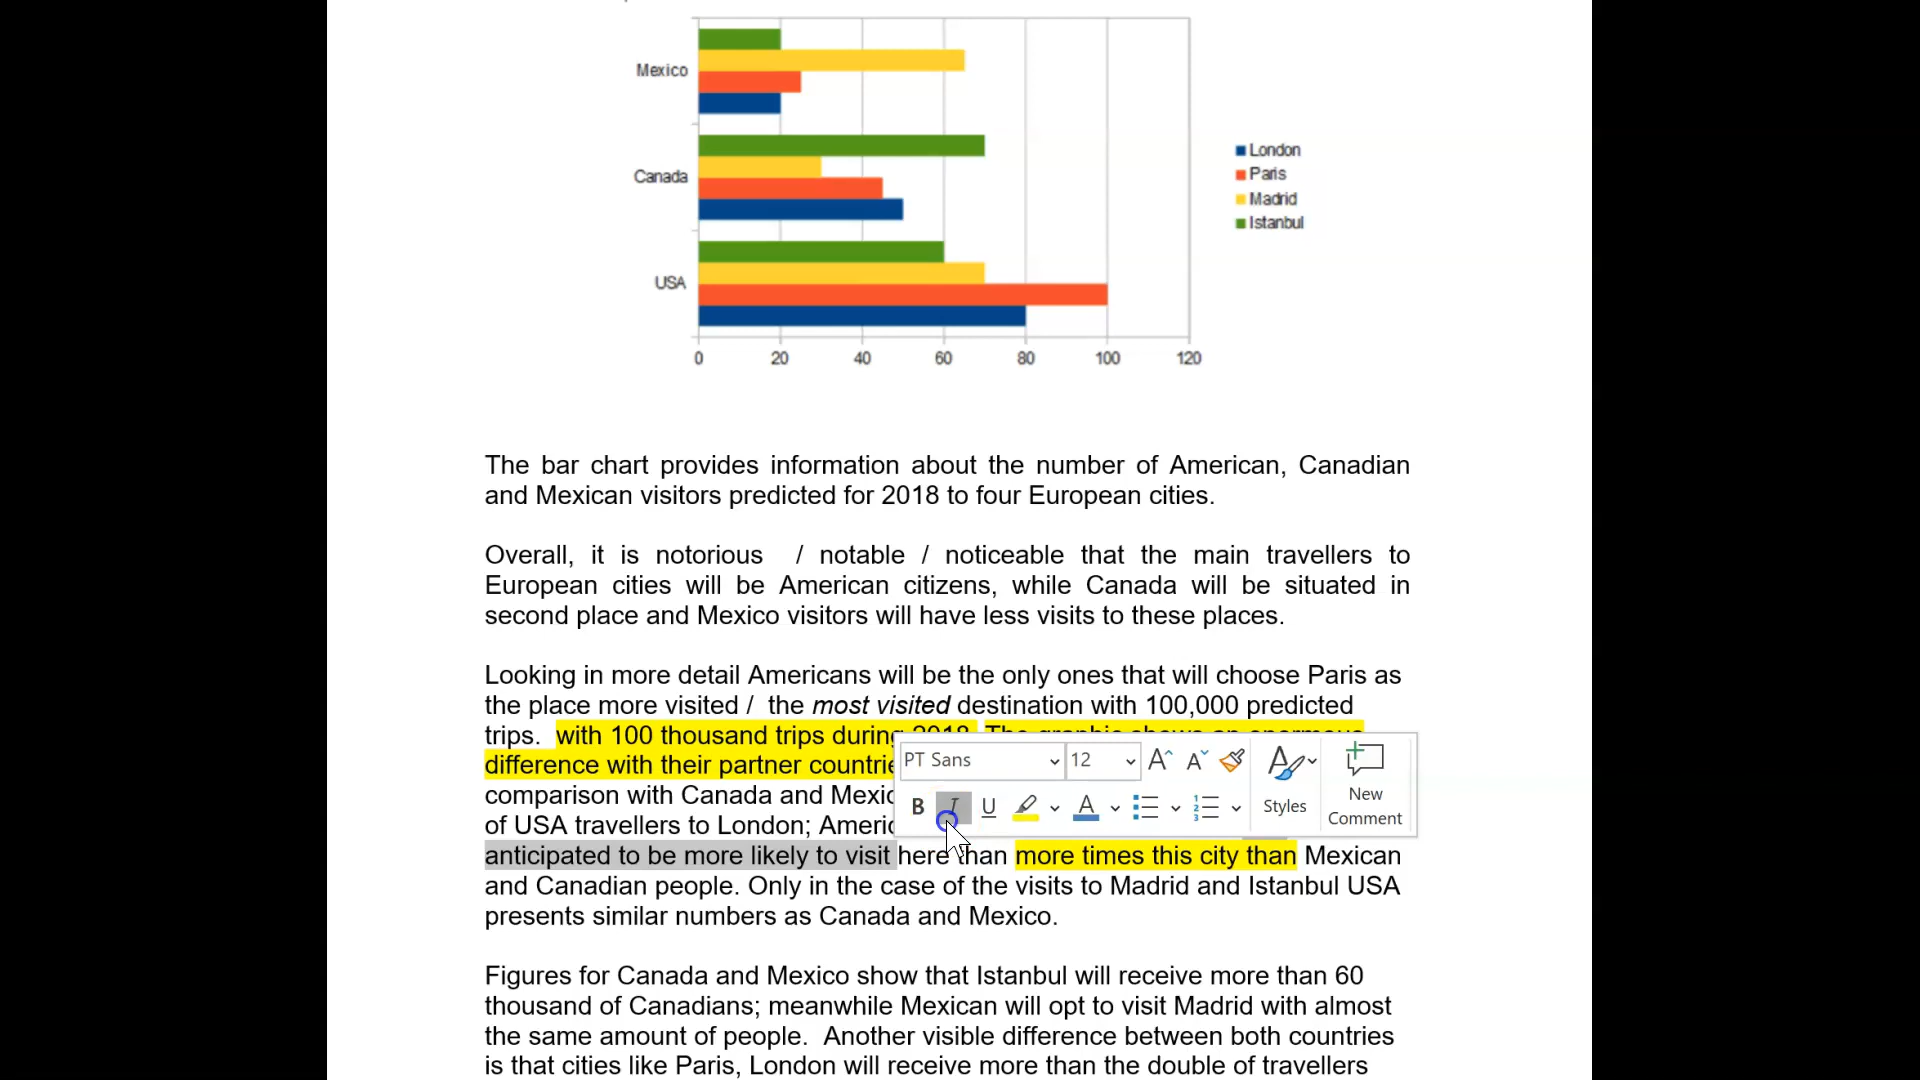 Mexico
Canada
USA
0 20 40 60 80 100 120
London
Paris
Madrid
Istanbul
The bar chart provides information about the number of American, Canadian
and Mexican visitors predicted for 2018 to four European cities.
Overall, it is notorious / notable / noticeable that the main travellers to
European cities will be American citizens, while Canada will be situated in
second place and Mexico visitors will have less visits to these places.
Looking in more detail Americans will be the only ones that will choose Paris as
the place more visited / the most visited destination with 100,000 predicted
trips. with 100 thousand trips during 2018. The graphic shows an enormous
difference with their partner
comparison with Canada and
of USA travellers to London;
PT Sans 12
B I U
Styles
New
Comment
anticipated to be more likely to visit here than more times this city than Mexican
and Canadian people. Only in the case of the visits to Madrid and Istanbul USA
presents similar numbers as Canada and Mexico.
Figures for Canada and Mexico show that Istanbul will receive more than 60
thousand of Canadians; meanwhile Mexican will opt to visit Madrid with almost
the same amount of people. Another visible difference between both countries
is that cities like Paris, London will receive more than the double of travellers